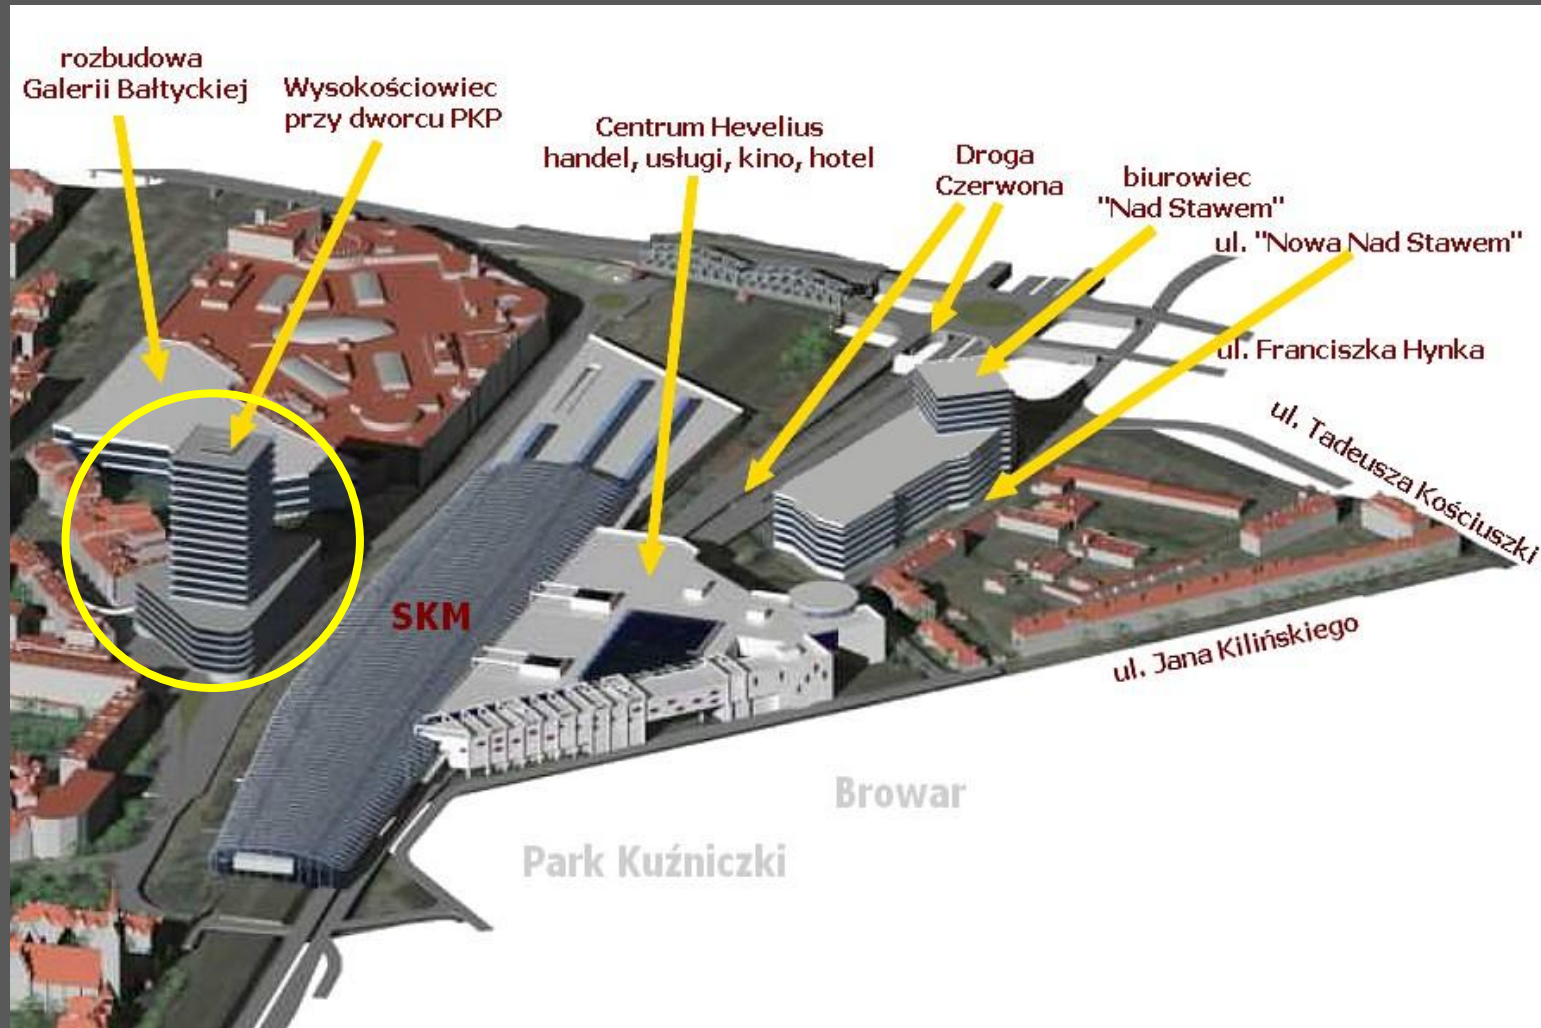 rozbudowa
Galerii Bałtyckiej
Wysokościowiec
przy dworcu PKP
Centrum Hevelius
handel, usługi, kino, hotel
Droga
Czerwona
biurowiec
"Nad Stawem"
ul. "Nowa Nad Stawem"
ul. Franciszka Hynka
ul. Tadeusza Kościuszki
ul. Jana Kilińskiego
SKM
Browar
Park Kuźniczki